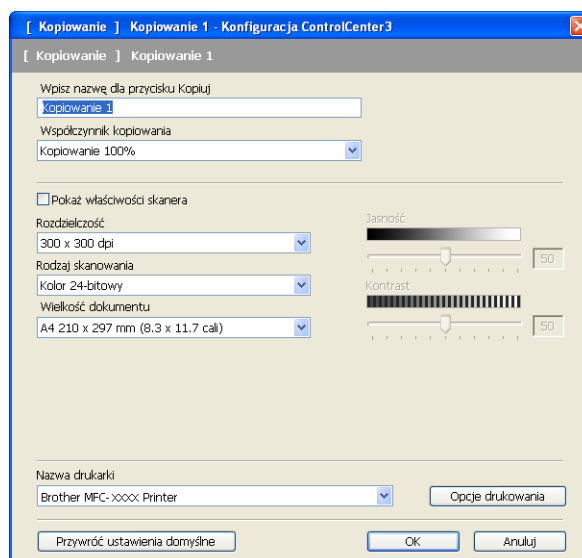 [ Kopiowanie ] Kopiowanie 1 - Konfiguracja ControlCenter3
[ Kopiowanie ] Kopiowanie 1
Wpisz nazwę dla przycisku Kopiuj
Kopiowanie 1
Współczynnik kopiowania
Kopiowanie 100%
Pokaż właściwości skanera
Rozdzielczość
300 x 300 dpi
Rodzaj skanowania
Kolor 24-bitowy
Wielkość dokumentu
A4 210 x 297 mm (8.3 x 11.7 cali)
Jasność
50
Kontrast
50
Nazwa drukarki
Brother MFC-XXXX Printer
Opcje drukowania
Przywróć ustawienia domyślne
OK
Anuluj